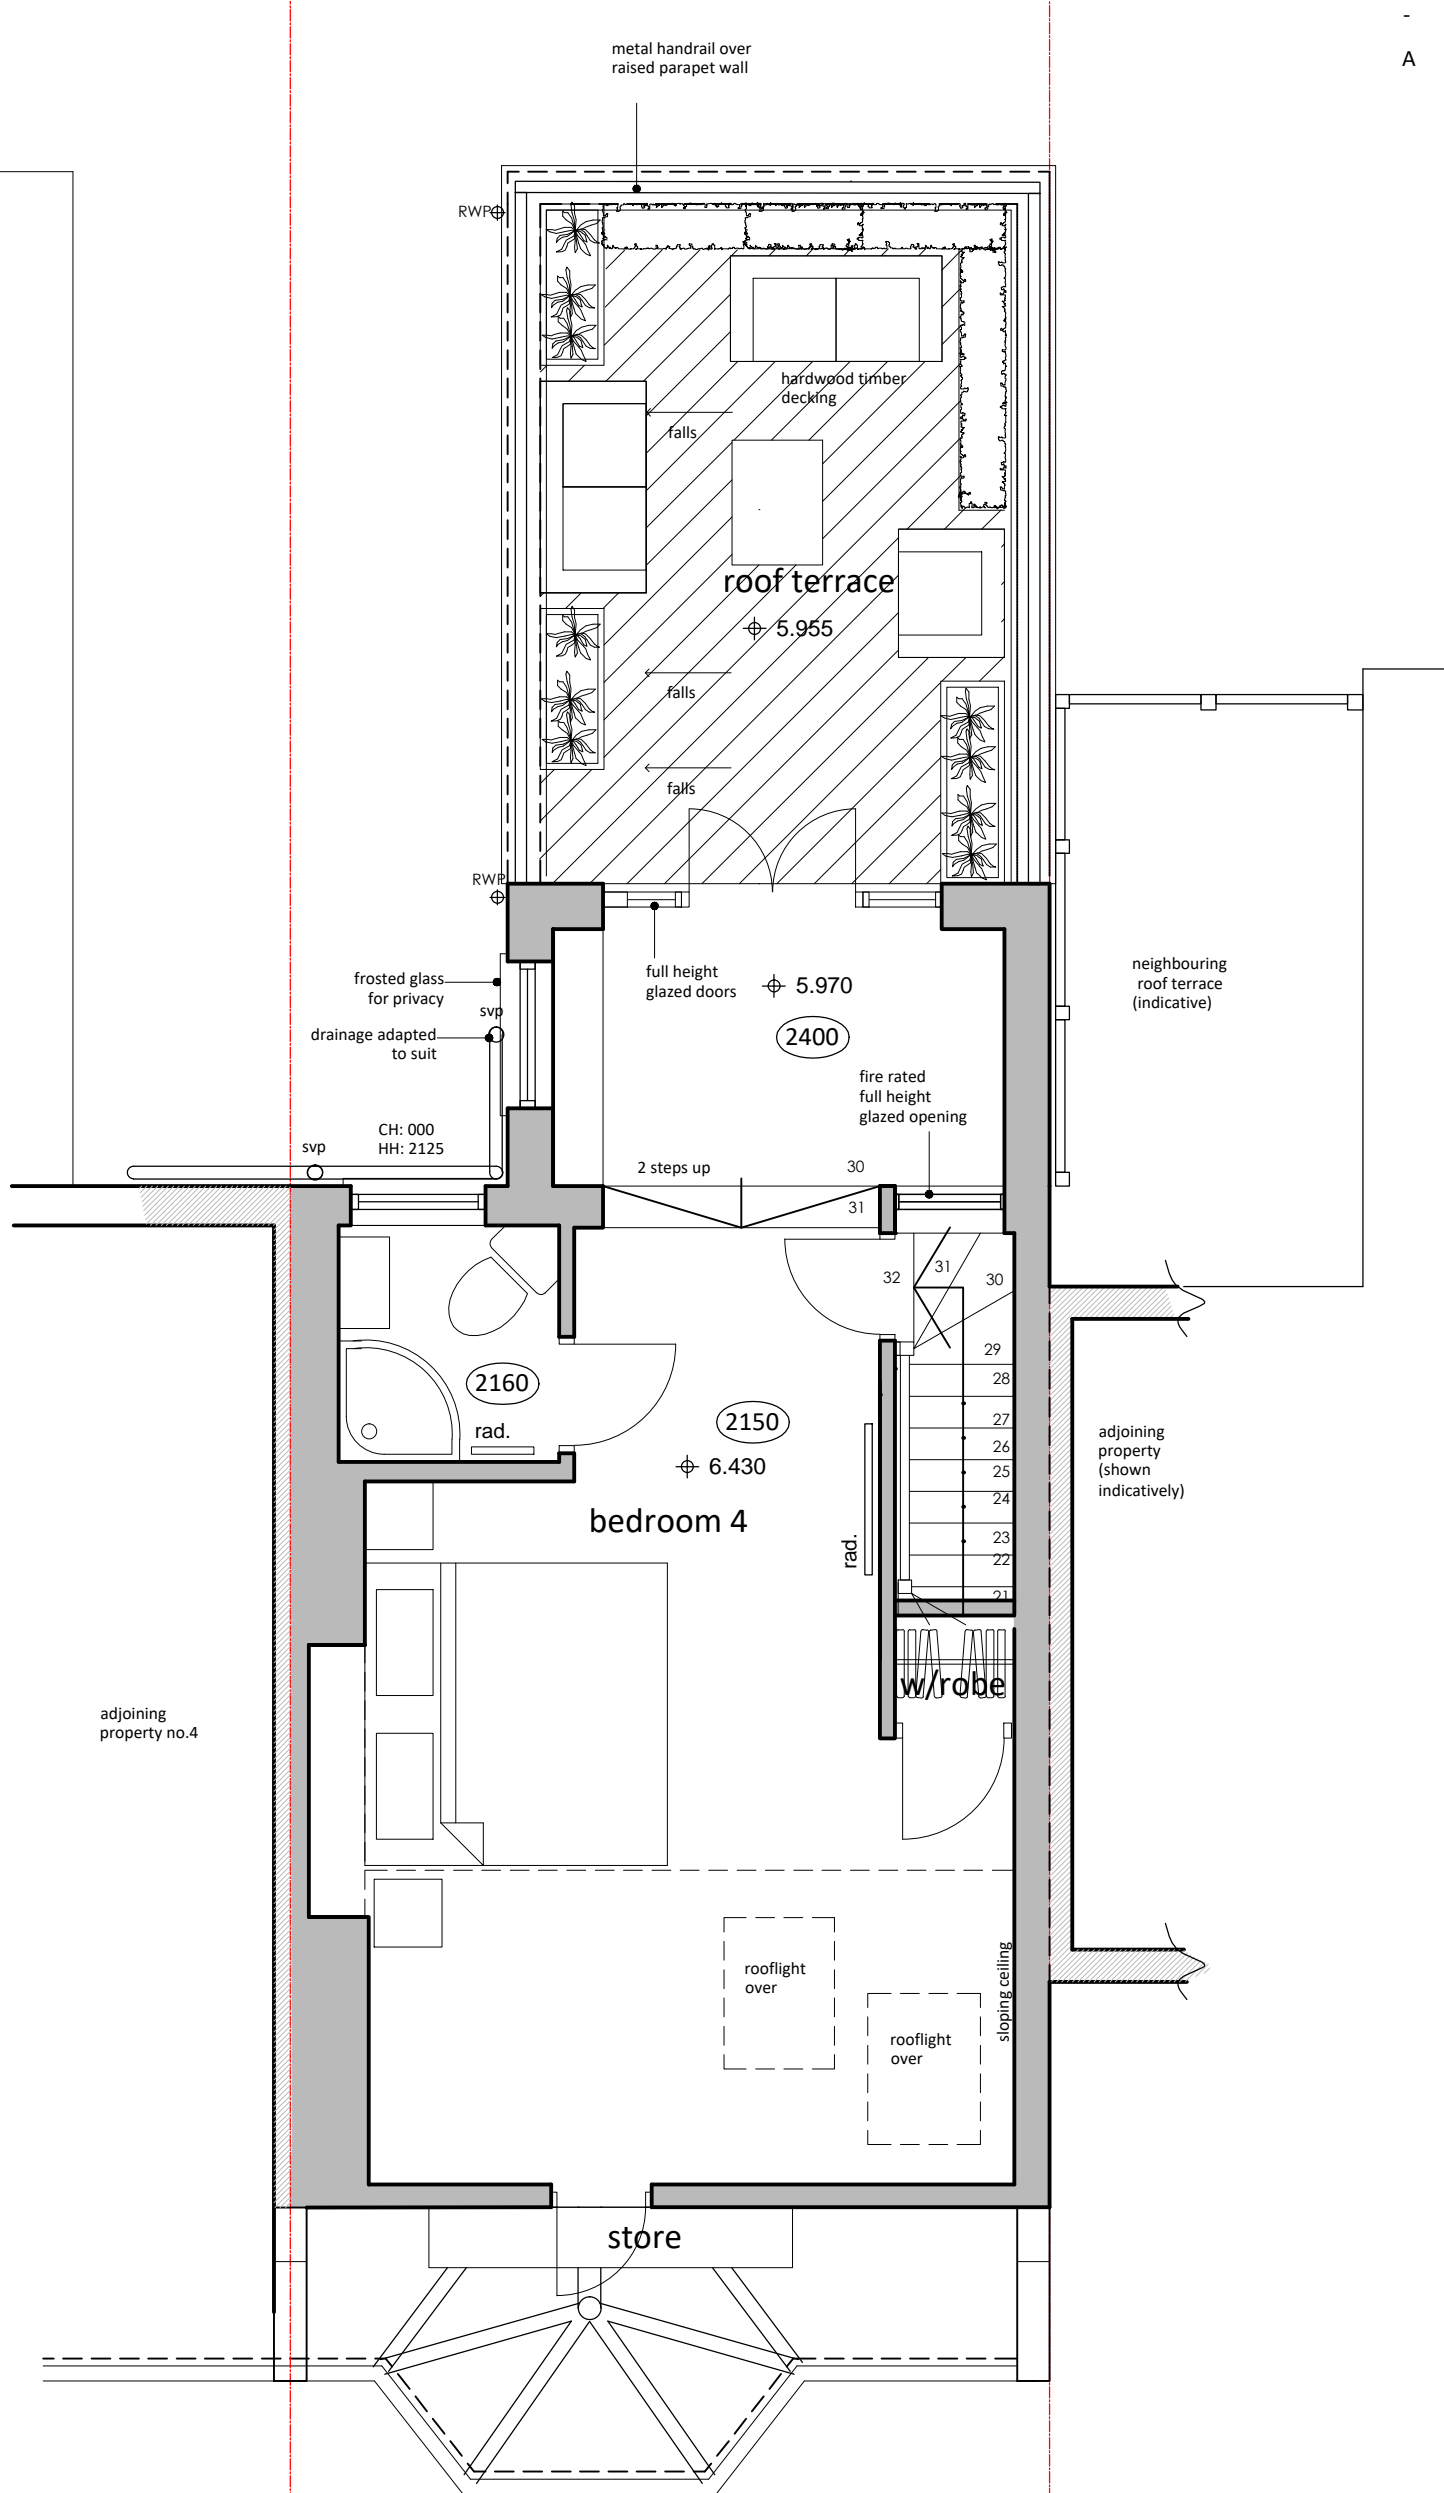 -
A
metal handrail over
raised parapet wall
RWP
hardwood timber
decking
falls
roof terrace
5.955
falls
falls
RWP
frosted glass
for privacy
svp
drainage adapted
to suit
full height
glazed doors
5.970
2400
fire rated
full height
glazed opening
neighbouring
roof terrace
(indicative)
CH: 000
HH: 2125
svp
2 steps up
30
31
32
31
30
29
28
27
26
25
24
23
22
21
2160
rad.
2150
6.430
bedroom 4
rad.
adjoining
property
(shown
indicatively)
w/robe
adjoining
property no.4
rooflight
over
sloping ceiling
rooflight
over
store